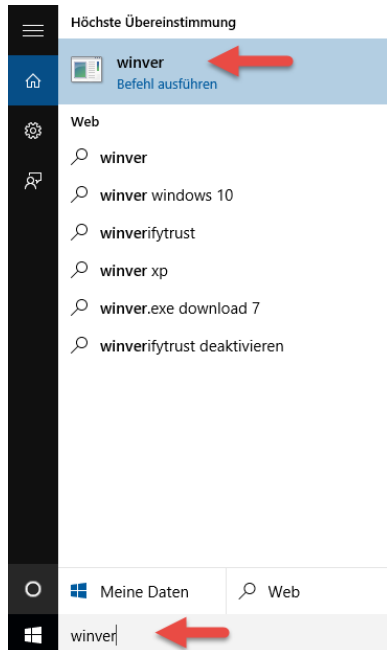 Höchste Übereinstimmung
winver
Befehl ausführen
Web
winver
winver windows 10
winverifytrust
winver xp
winver.exe download 7
winverifytrust deaktivieren
Meine Daten
Web
winver